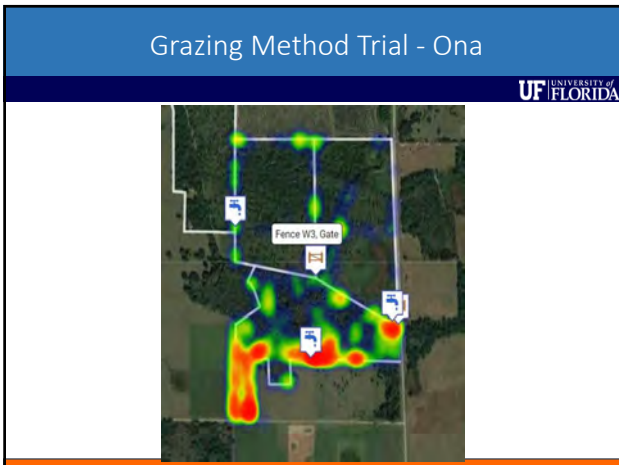 Grazing Method Trial - Ona
UF UNIVERSITY of
FLORIDA
Fence W3, Gate